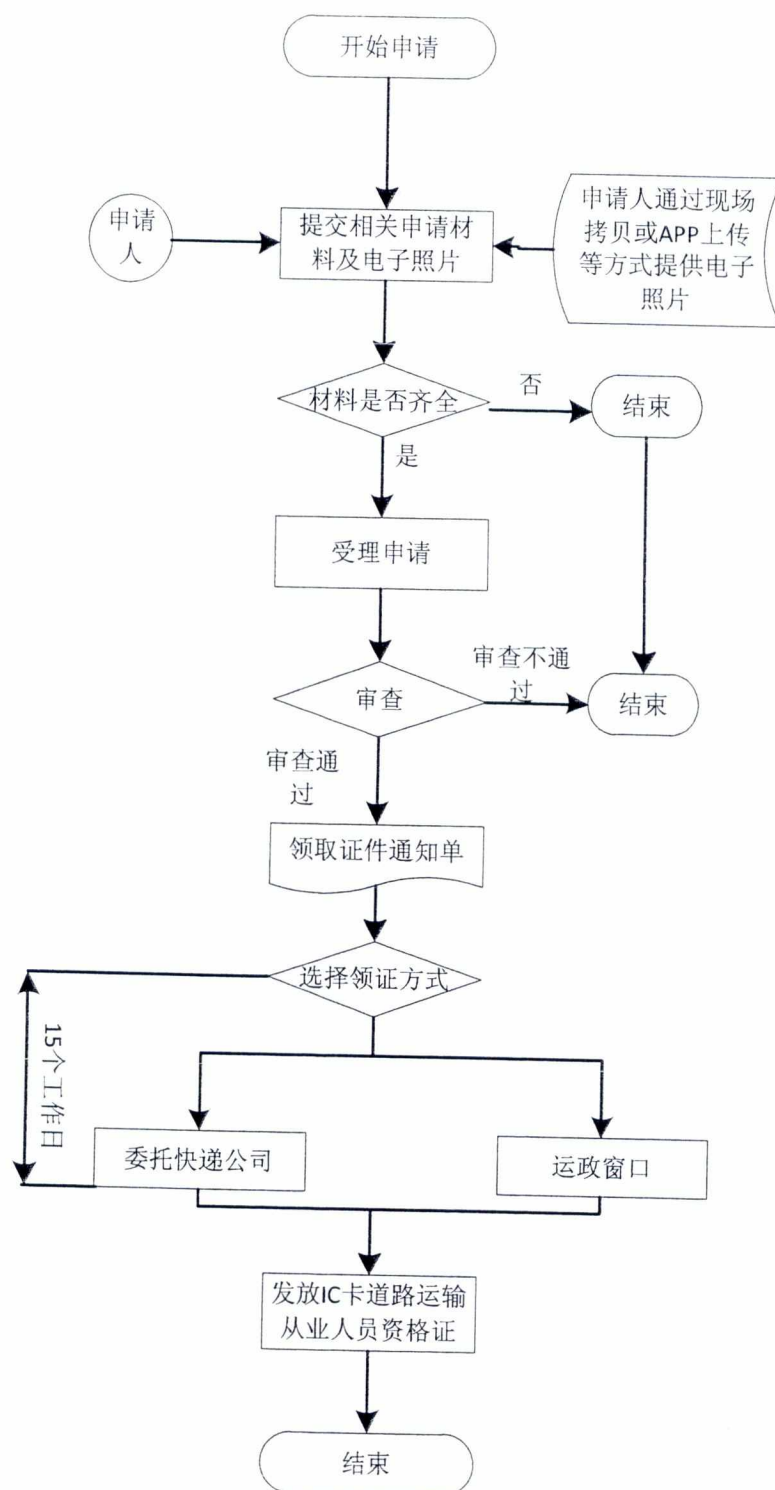 开始申请
申请
人
提交相关申请材
料及电子照片
申请人通过现场
拷贝或APP上传
等方式提供电子
照片
材料是否齐全
否
结束
是
受理申请
审查不通
过
审查
结束
审查通
过
领取证件通知单
选择领证方式
15个工作日
委托快递公司
运政窗口
发放IC卡道路运输
从业人员资格证
结束